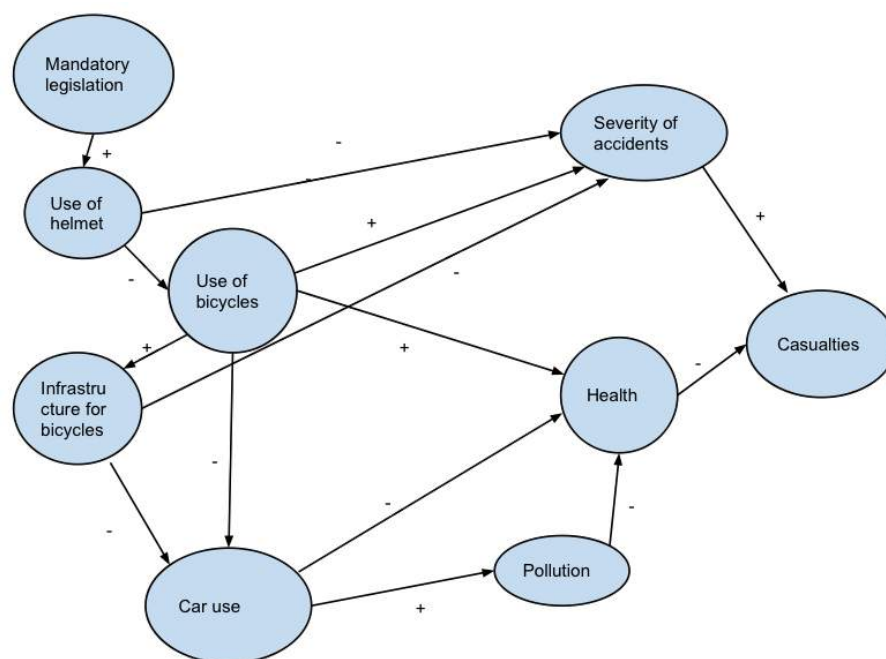 Mandatory
legislation
+
Use of
helmet
-
-
-
Use of
bicycles
+
-
+
+
-
Infrastru
cture for
bicycles
-
-
Car use
-
+
Pollution
-
Health
-
Severity of
accidents
+
Casualties